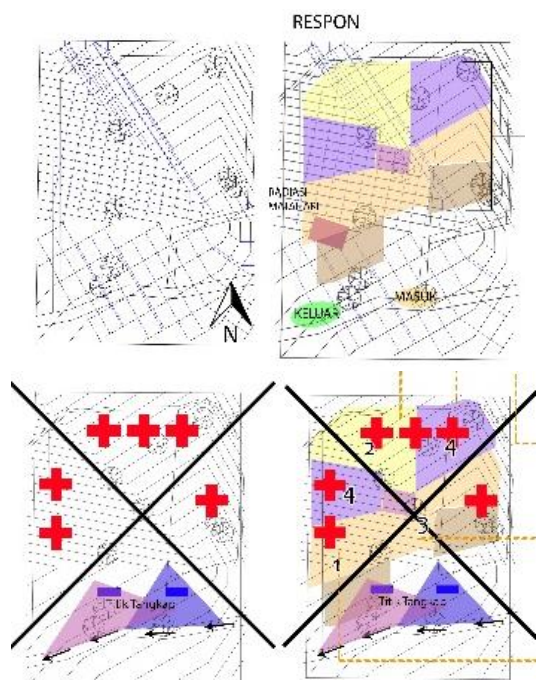 RESPON
RADIASI
MATAHARI
N
KELUAR
MASUK
2
4
4
3
1
Titik Tangkap
Titik Tangkap